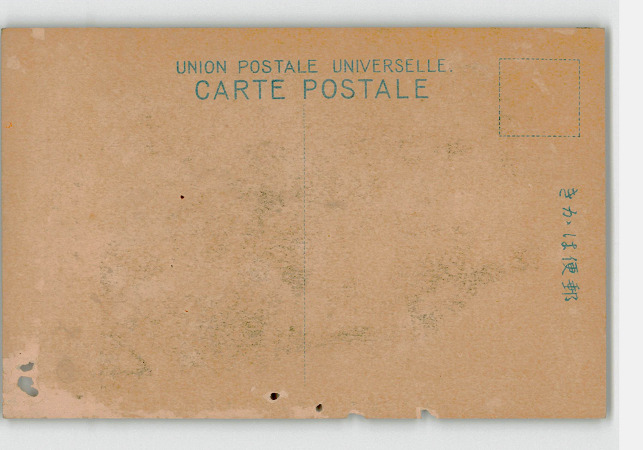 UNION POSTALE UNIVERSELLE.
CARTE POSTALE
きかは便郵